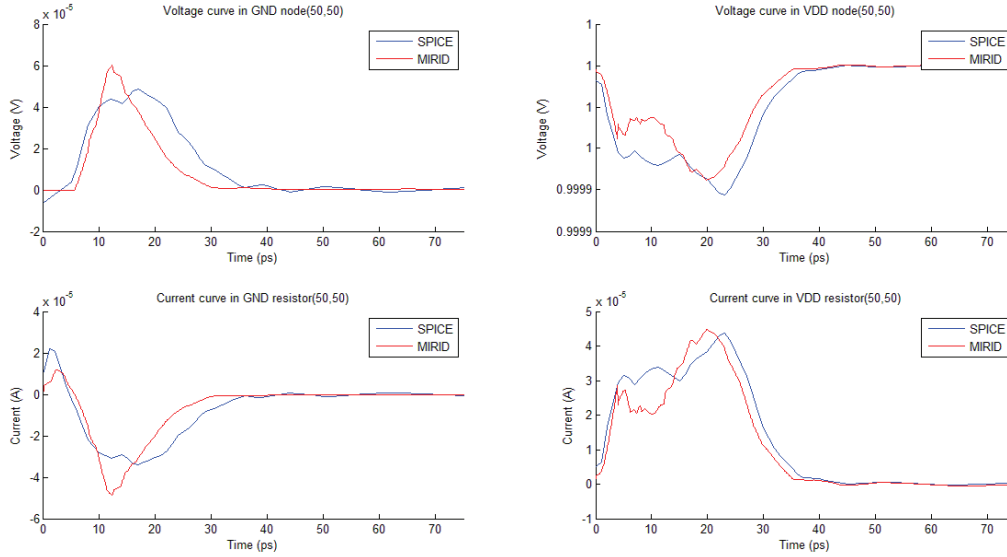 Voltage curve in GND node(50,50)
x 10^-5
8
6
4
2
0
-2
Voltage (V)
0 10 20 30 40 50 60 70
Time (ps)
SPICE
MIRID
Voltage curve in VDD node(50,50)
1
1
1
1
0.9999
0.9999
Voltage (V)
0 10 20 30 40 50 60 70
Time (ps)
SPICE
MIRID
Current curve in GND resistor(50,50)
x 10^-5
4
2
0
-2
-4
-6
Current (A)
0 10 20 30 40 50 60 70
Time (ps)
SPICE
MIRID
Current curve in VDD resistor(50,50)
x 10^-5
5
4
3
2
1
0
-1
Current (A)
0 10 20 30 40 50 60 70
Time (ps)
SPICE
MIRID